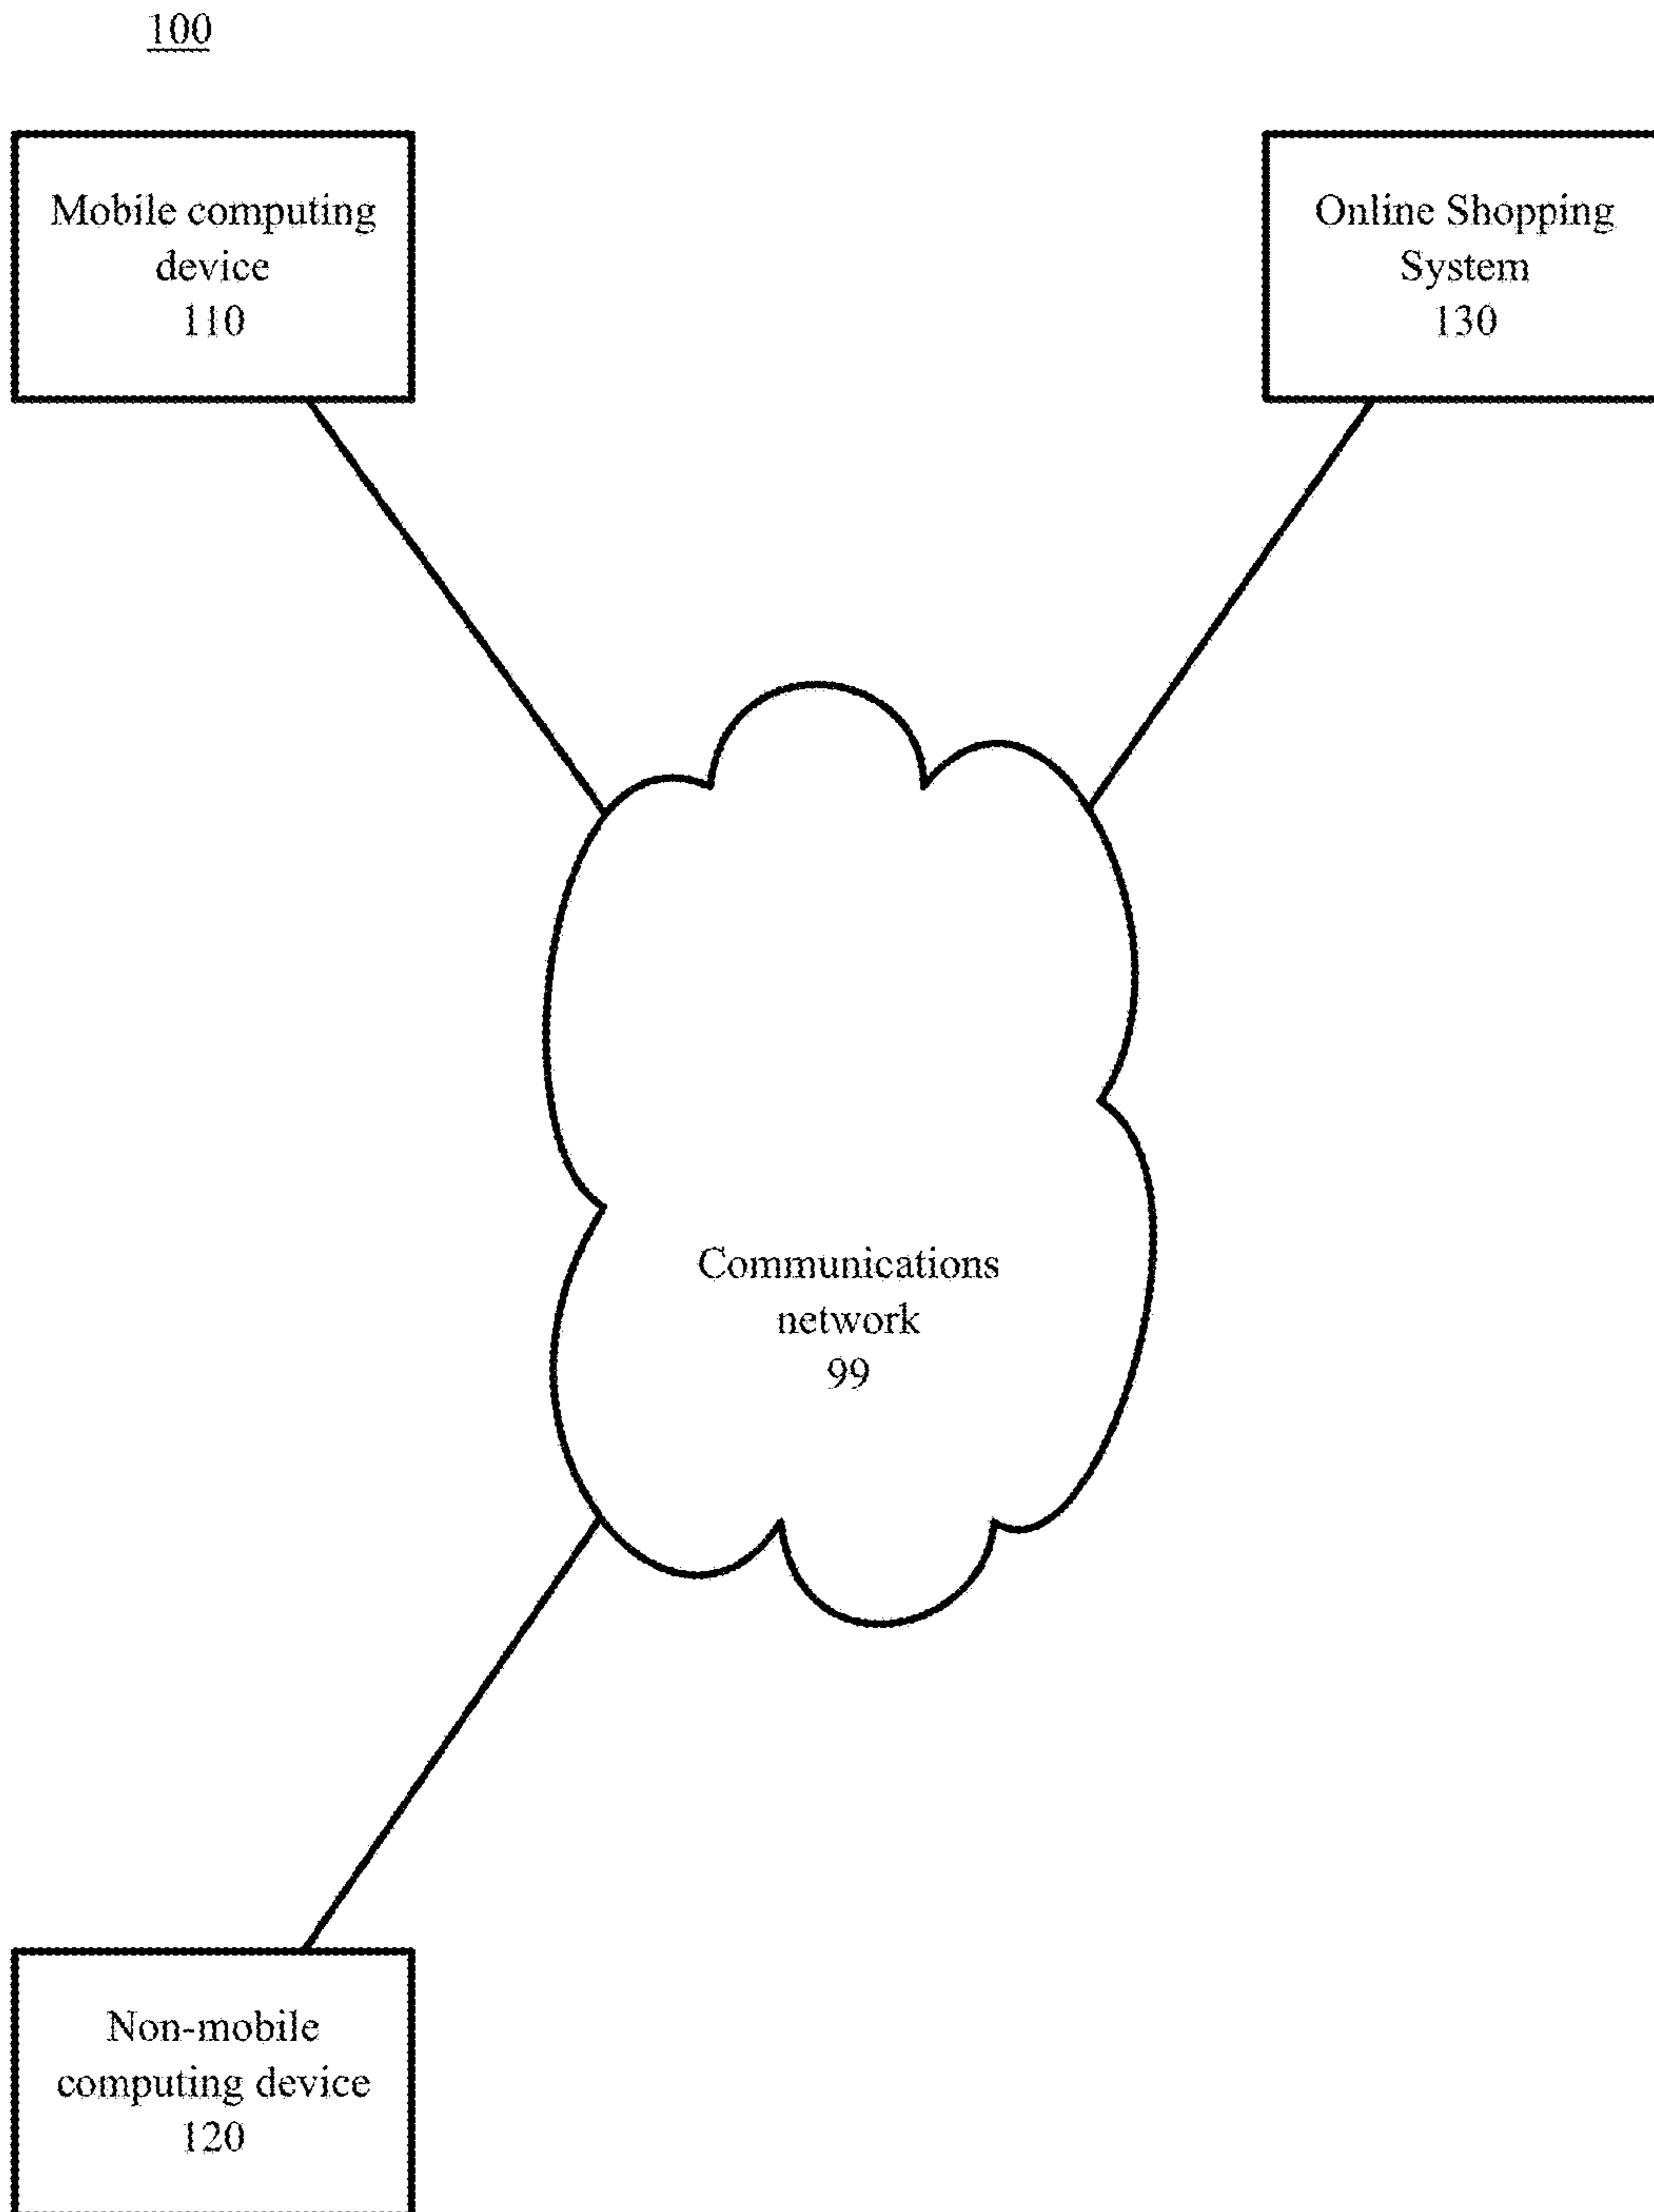 100
Mobile computing
device
110
Online Shopping
System
130
Communications
network
99
Non-mobile
computing device
120